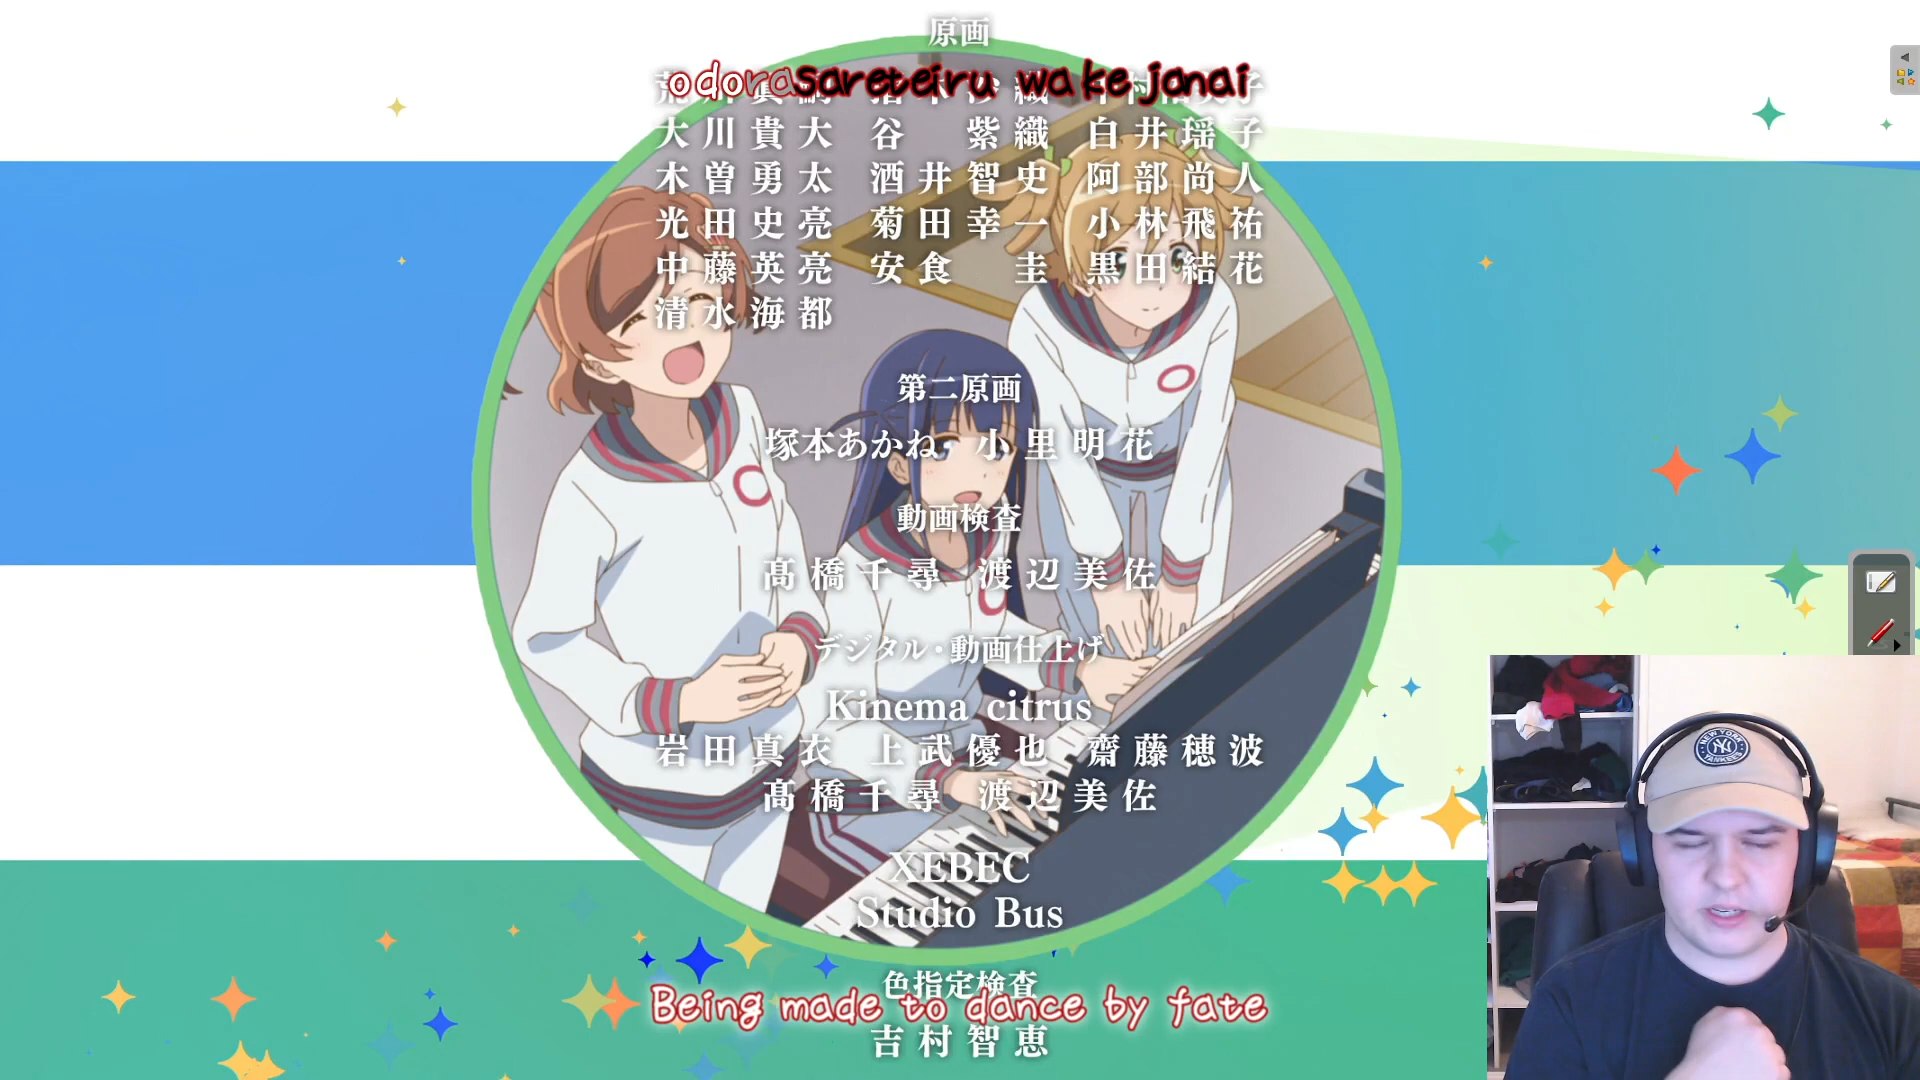 原画
odorasareteiru wa ke janai
大川貴大 谷 紫織 白井瑶子
木曽勇太 酒井智史 阿部尚人
光田史亮 菊田幸一 小林飛祐
中藤英亮 安食 圭 黒田結花
清水海都
第二原画
塚本あかね 小里明花
動画検査
髙橋千尋 渡辺美佐
デジタル・動画仕上げ
Kinema citrus
岩田真衣 上武優也 齋藤穂波
髙橋千尋 渡辺美佐
XEBEC
Studio Bus
色指定検査
Being made to dance by fate
吉村智恵
NEW YORK
NY
YANKEES